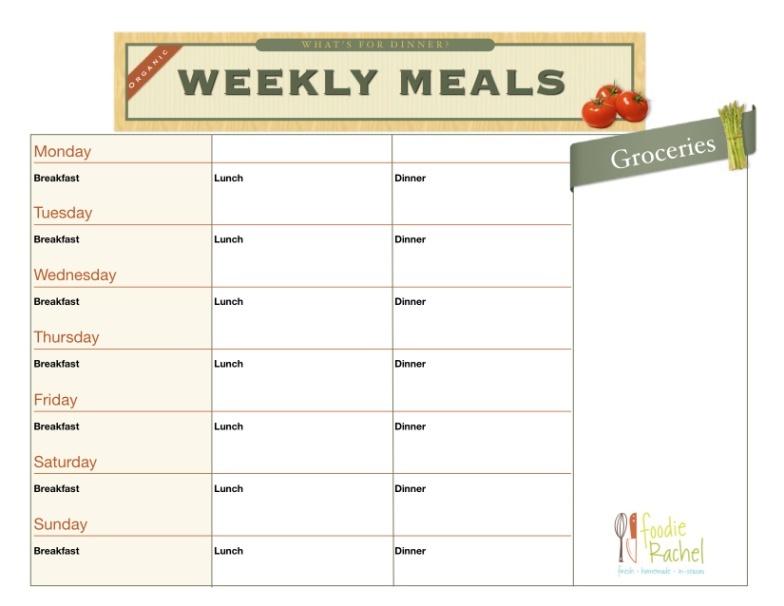 WHAT'S FOR DINNER?
ORGANIC
WEEKLY MEALS
Groceries
Monday
Breakfast Lunch Dinner
Tuesday
Breakfast Lunch Dinner
Wednesday
Breakfast Lunch Dinner
Thursday
Breakfast Lunch Dinner
Friday
Breakfast Lunch Dinner
Saturday
Breakfast Lunch Dinner
Sunday
Breakfast Lunch Dinner
foodie
Rachel
fresh - homemade - in-season